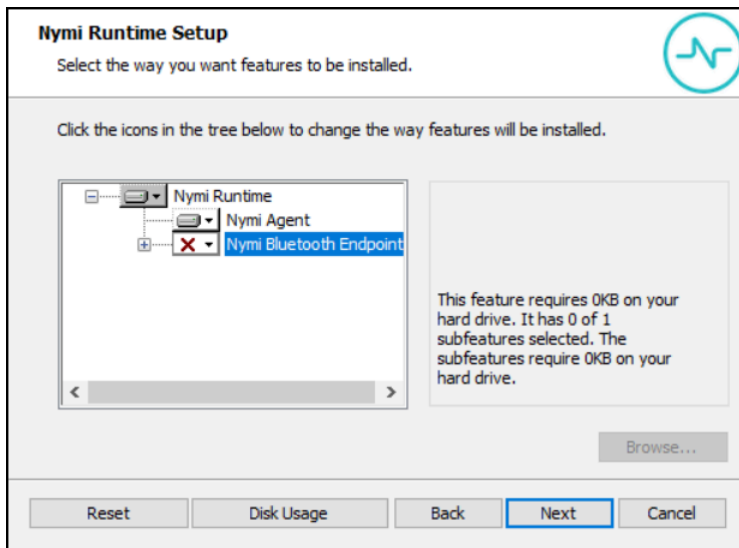 Nymi Runtime Setup
Select the way you want features to be installed.
Click the icons in the tree below to change the way features will be installed.
Nymi Runtime
Nymi Agent
Nymi Bluetooth Endpoint
This feature requires 0KB on your
hard drive. It has 0 of 1
subfeatures selected. The
subfeatures require 0KB on your
hard drive.
Browse...
Reset Disk Usage Back Next Cancel